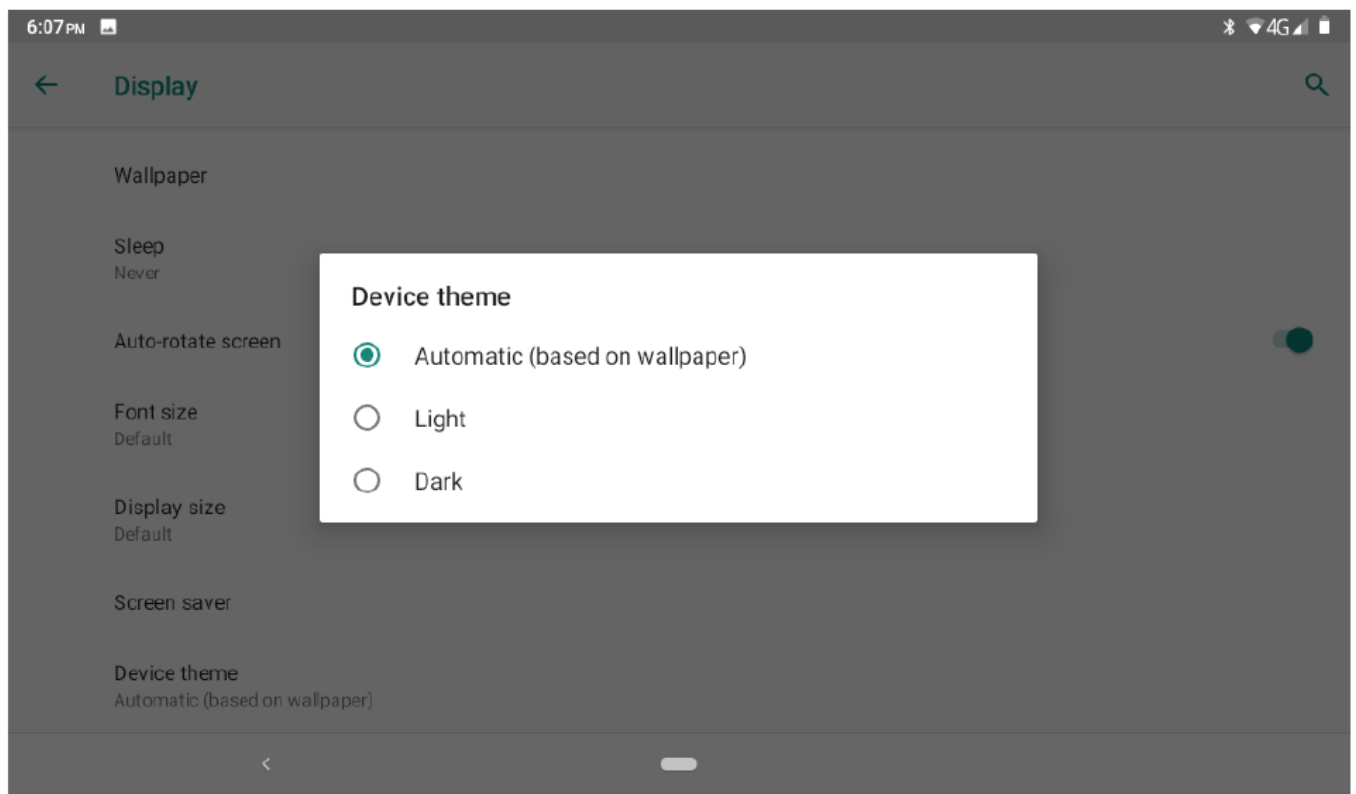 6:07 PM
4G
Display
Wallpaper
Sleep
Never
Auto-rotate screen
Font size
Default
Display size
Default
Screen saver
Device theme
Automatic (based on wallpaper)
Device theme
Automatic (based on wallpaper)
Light
Dark